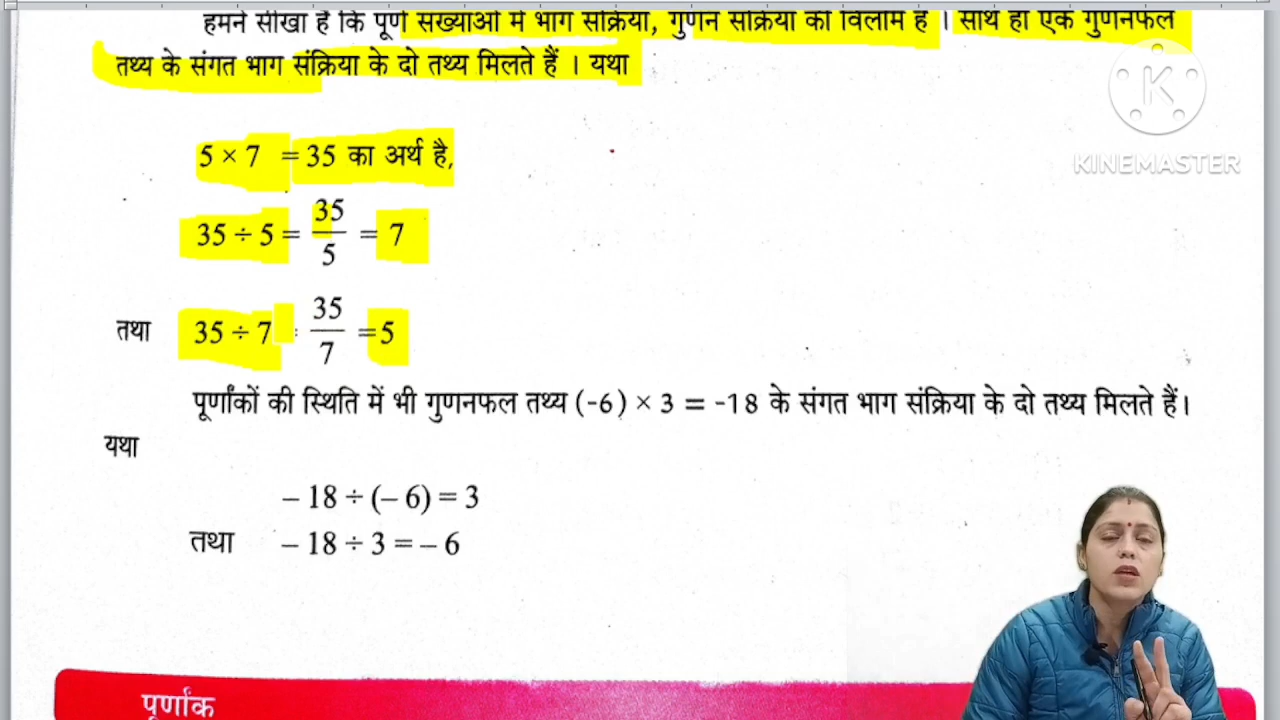 हमने सीखा है कि पूर्ण संख्याओं में भाग संक्रिया, गुणन संक्रिया की विलोम है । साथ ही एक गुणनफल
तथ्य के संगत भाग संक्रिया के दो तथ्य मिलते हैं । यथा
5 × 7 = 35 का अर्थ है,
35 ÷ 5 = 35/5 = 7
तथा 35 ÷ 7 = 35/7 = 5
पूर्णांकों की स्थिति में भी गुणनफल तथ्य (-6) × 3 = -18 के संगत भाग संक्रिया के दो तथ्य मिलते हैं।
यथा
– 18 ÷ (– 6) = 3
तथा – 18 ÷ 3 = – 6
पूर्णांक
K
KINEMASTER